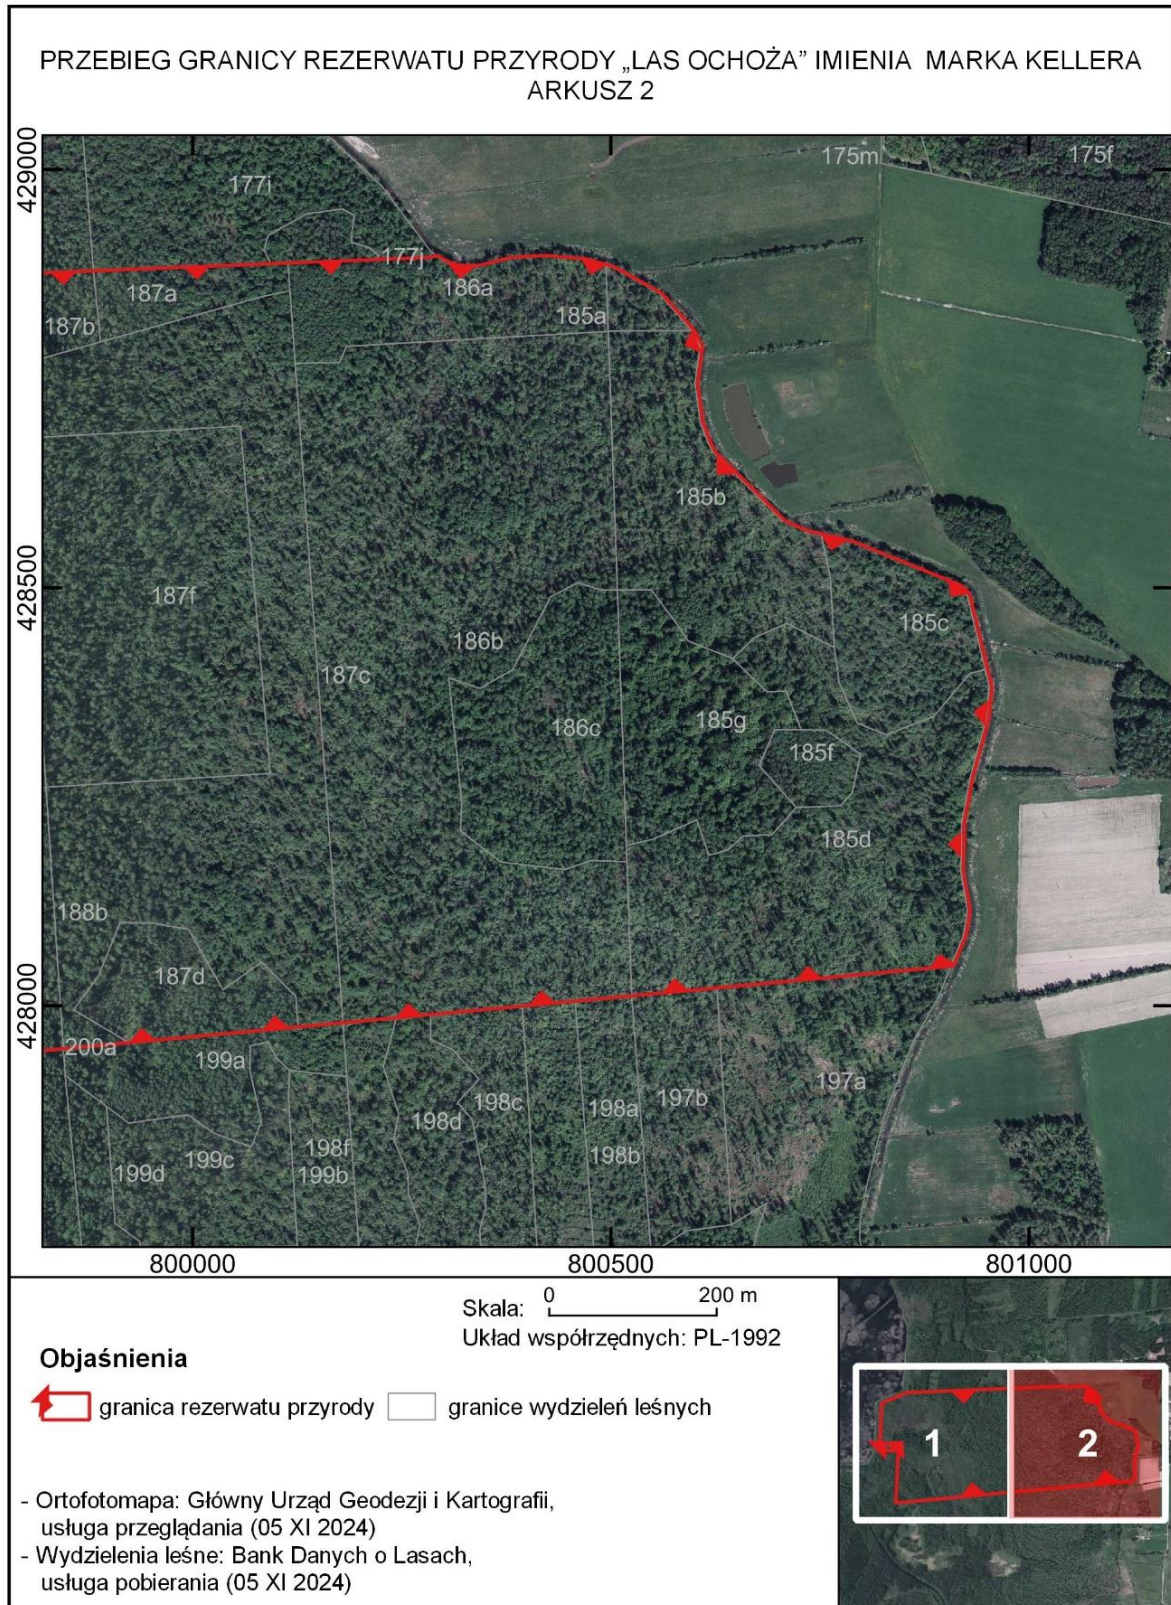 PRZEBIEG GRANICY REZERWATU PRZYRODY „LAS OCHOŻA” IMIENIA MARKA KELLERA
ARKUSZ 2
429000
175m
175f
177i
177j
187a
186a
185a
187b
185b
428500
187f
185c
186b
187c
185g
186c
185f
185d
188b
187d
428000
200a
199a
197a
198c
197b
198a
198d
198f
198b
199c
199d
199b
800000
800500
801000
Skala: 0 200 m
Układ współrzędnych: PL-1992
Objaśnienia
granica rezerwatu przyrody
granice wydzieleń leśnych
1
2
- Ortofotomapa: Główny Urząd Geodezji i Kartografii,
usługa przeglądania (05 XI 2024)
- Wydzielenia leśne: Bank Danych o Lasach,
usługa pobierania (05 XI 2024)